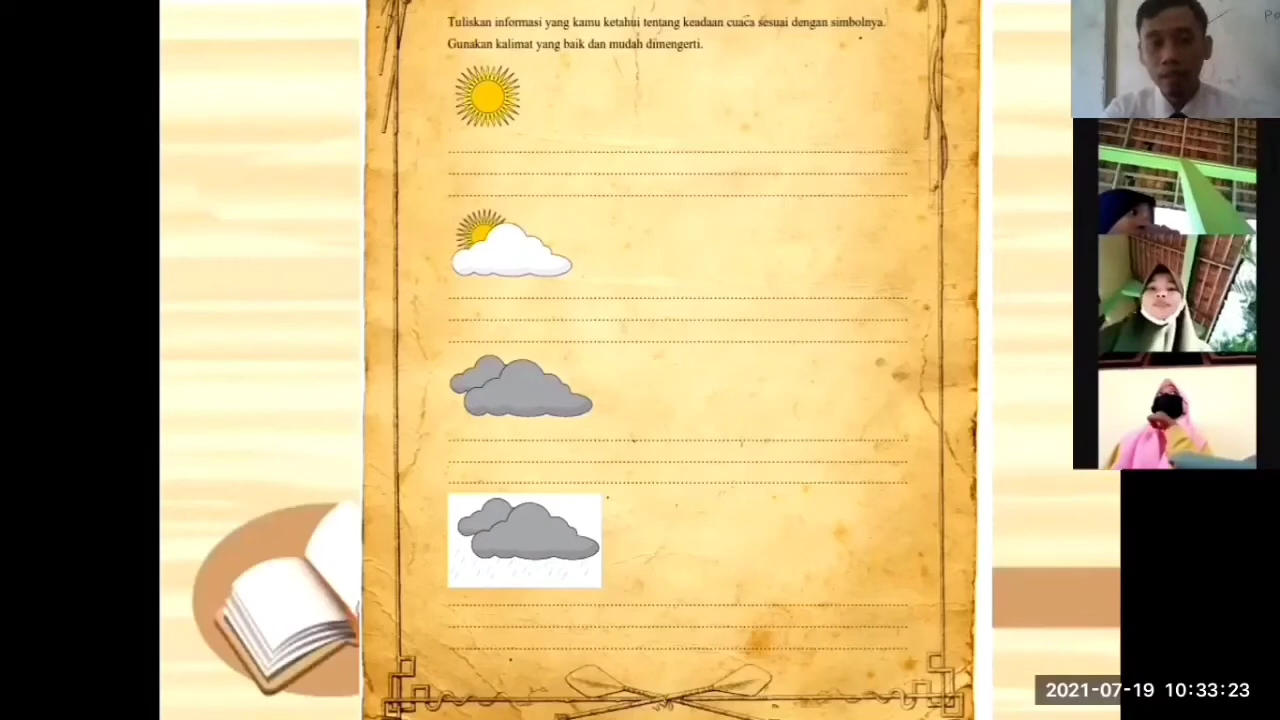 Tuliskan informasi yang kamu ketahui tentang keadaan cuaca sesuai dengan simbolnya.
Gunakan kalimat yang baik dan mudah dimengerti.
2021-07-19 10:33:23